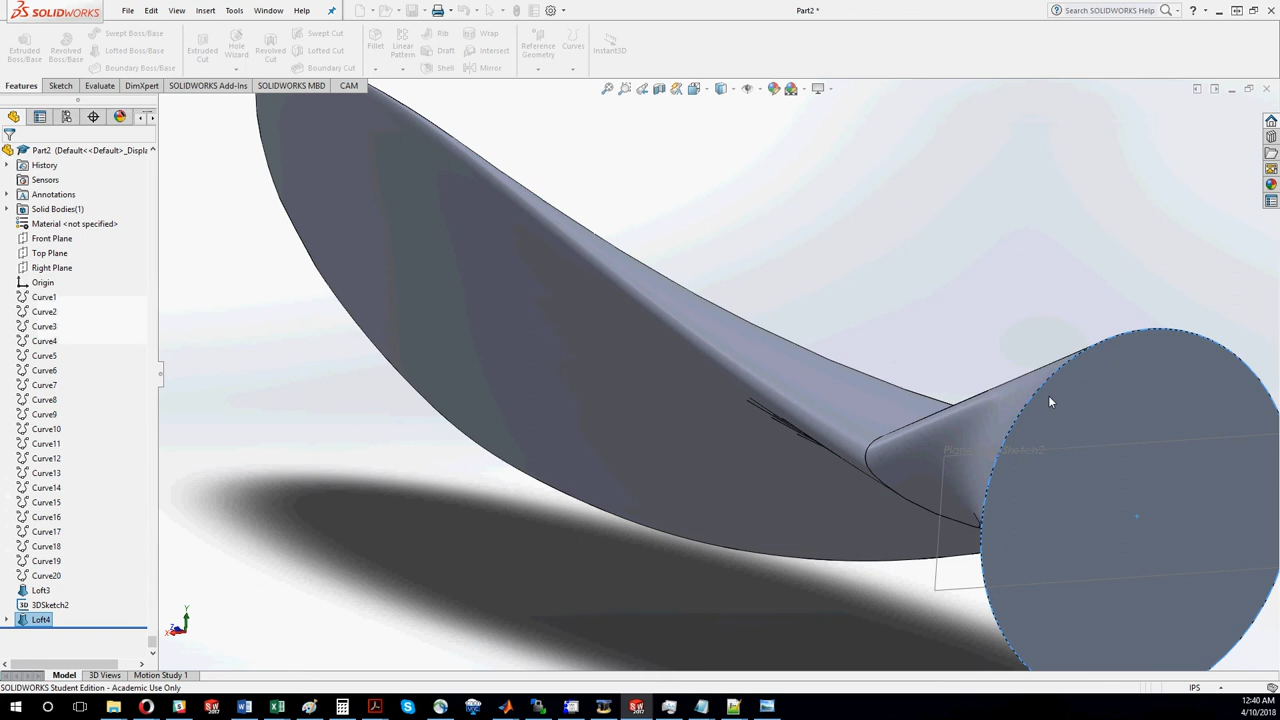 SOLIDWORKS File Edit View Insert Tools Window Help Part2 * Search SOLIDWORKS Help
Extruded Boss/Base Revolved Boss/Base Swept Boss/Base Lofted Boss/Base Boundary Boss/Base Extruded Cut Hole Wizard Revolved Cut Swept Cut Lofted Cut Boundary Cut Fillet Linear Pattern Rib Draft Shell Wrap Intersect Mirror Reference Geometry Curves Instant3D
Features Sketch Evaluate DimXpert SOLIDWORKS Add-Ins SOLIDWORKS MBD CAM
Part2 (Default<<Default>_Displa
History
Sensors
Annotations
Solid Bodies(1)
Material <not specified>
Front Plane
Top Plane
Right Plane
Origin
Curve1
Curve2
Curve3
Curve4
Curve5
Curve6
Curve7
Curve8
Curve9
Curve10
Curve11
Curve12
Curve13
Curve14
Curve15
Curve16
Curve17
Curve18
Curve19
Curve20
Loft3
3DSketch2
Loft4
Y
X Z
Model 3D Views Motion Study 1
SOLIDWORKS Student Edition - Academic Use Only IPS
12:40 AM
4/10/2018